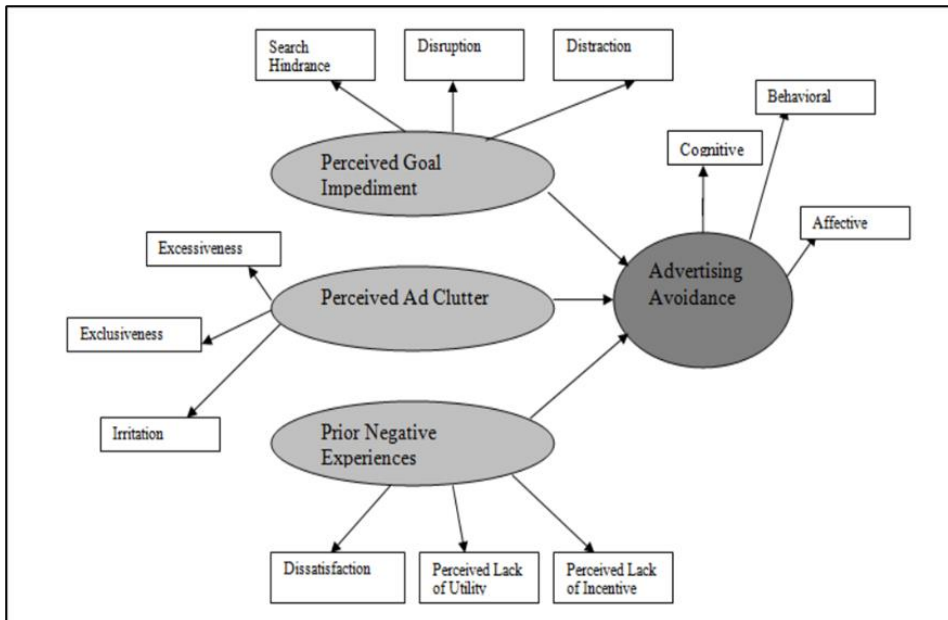 Search
Hindrance
Disruption
Distraction
Behavioral
Cognitive
Perceived Goal
Impediment
Affective
Excessiveness
Advertising
Avoidance
Perceived Ad Clutter
Exclusiveness
Irritation
Prior Negative
Experiences
Dissatisfaction
Perceived Lack
of Utility
Perceived Lack
of Incentive